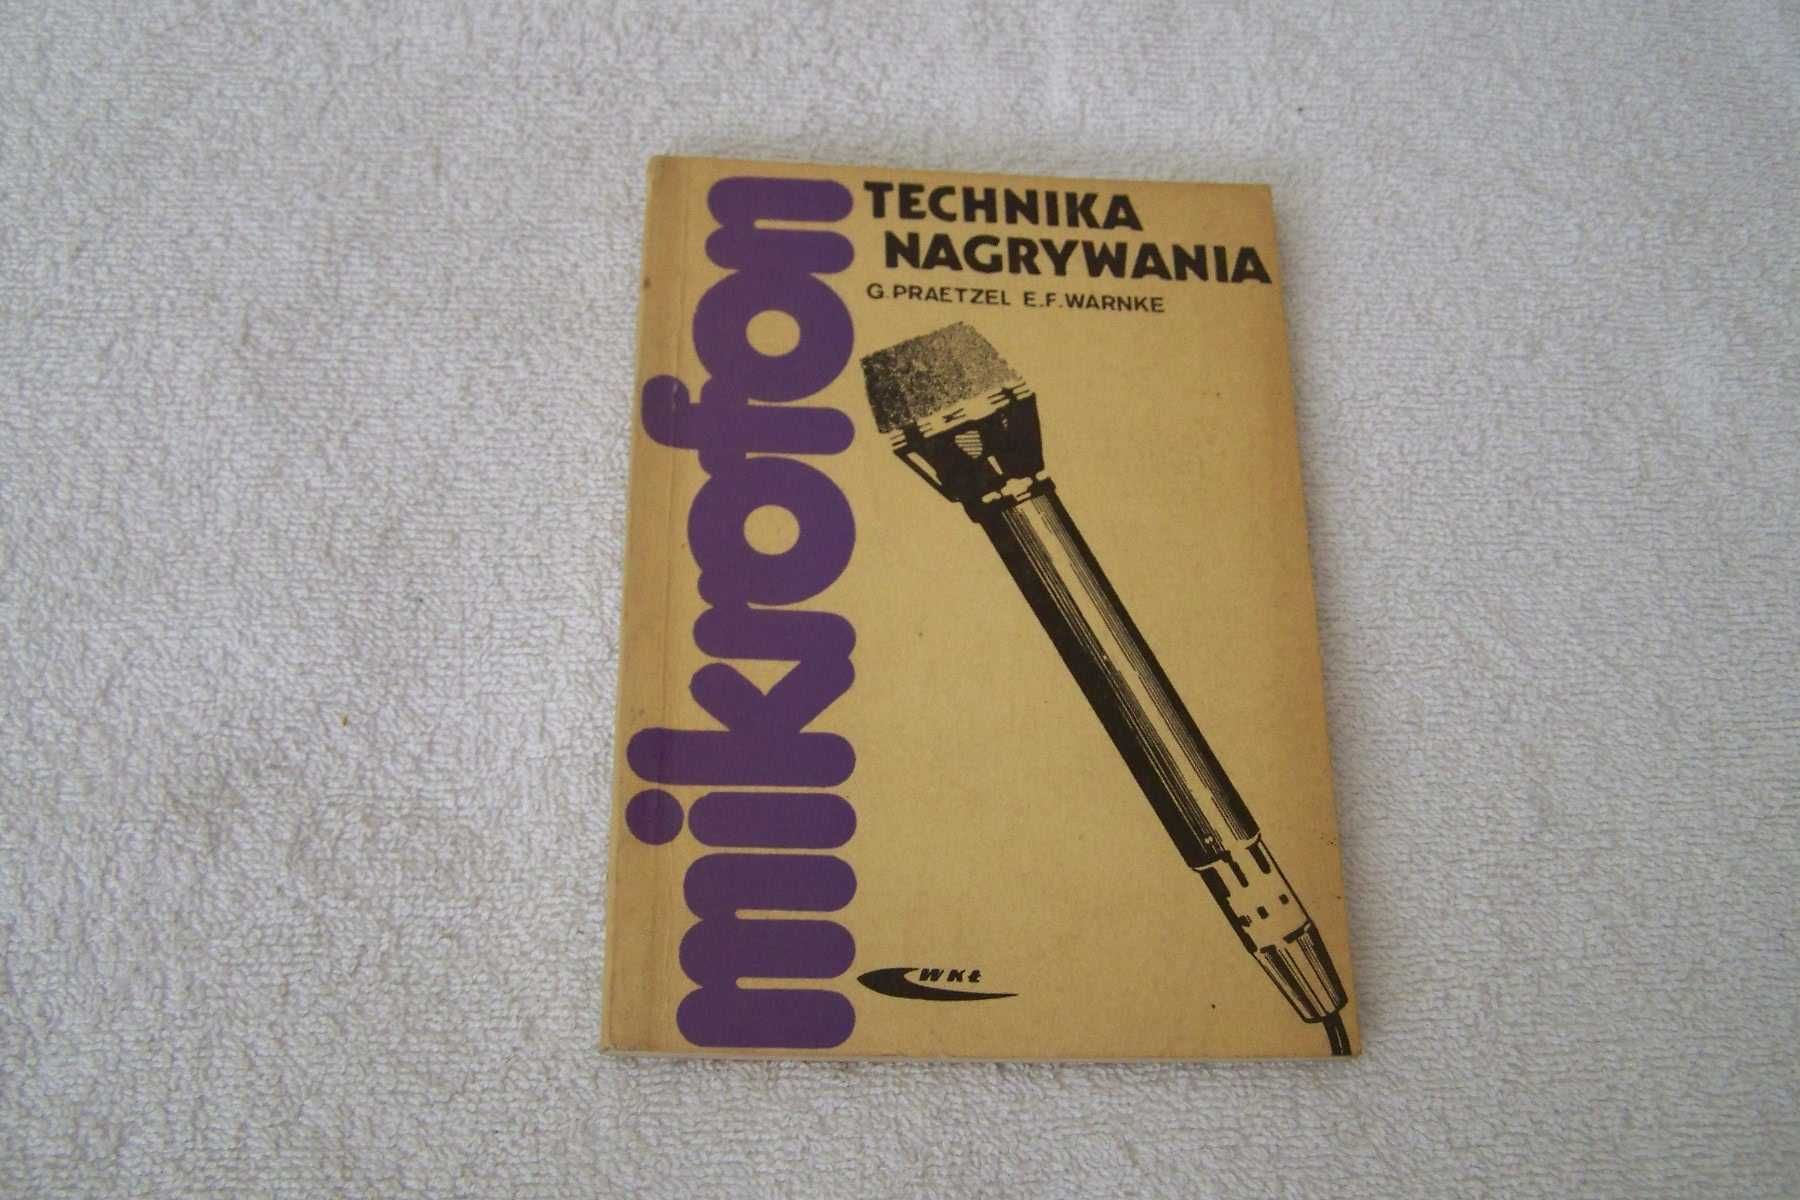 mikrofon
TECHNIKA
NAGRYWANIA
G. PRAETZEL E.F. WARNKE
WKŁ